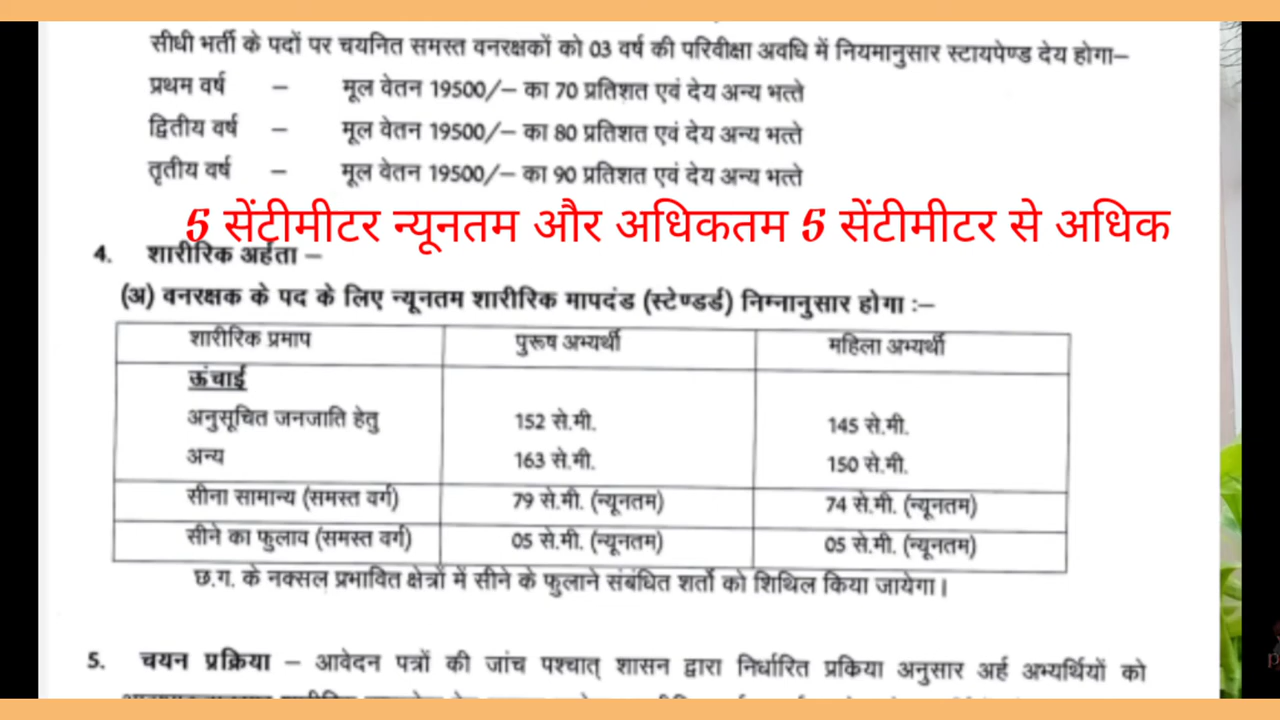 सीधी भर्ती के पदों पर चयनित समस्त वनरक्षकों को 03 वर्ष की परिवीक्षा अवधि में नियमानुसार स्टायपेण्ड देय होगा–
प्रथम वर्ष – मूल वेतन 19500/– का 70 प्रतिशत एवं देय अन्य भत्ते
द्वितीय वर्ष – मूल वेतन 19500/– का 80 प्रतिशत एवं देय अन्य भत्ते
तृतीय वर्ष – मूल वेतन 19500/– का 90 प्रतिशत एवं देय अन्य भत्ते
5 सेंटीमीटर न्यूनतम और अधिकतम 5 सेंटीमीटर से अधिक
4. शारीरिक अर्हता –
(अ) वनरक्षक के पद के लिए न्यूनतम शारीरिक मापदंड (स्टेण्डर्ड) निम्नानुसार होगा :–
शारीरिक प्रमाप पुरूष अभ्यर्थी महिला अभ्यर्थी
ऊंचाई
अनुसूचित जनजाति हेतु 152 से.मी. 145 से.मी.
अन्य 163 से.मी. 150 से.मी.
सीना सामान्य (समस्त वर्ग) 79 से.मी. (न्यूनतम) 74 से.मी. (न्यूनतम)
सीने का फुलाव (समस्त वर्ग) 05 से.मी. (न्यूनतम) 05 से.मी. (न्यूनतम)
छ.ग. के नक्सल प्रभावित क्षेत्रों में सीने के फुलाने संबंधित शर्तो को शिथिल किया जायेगा।
5. चयन प्रक्रिया – आवेदन पत्रों की जांच पश्चात् शासन द्वारा निर्धारित प्रकिया अनुसार अर्ह अभ्यर्थियों को